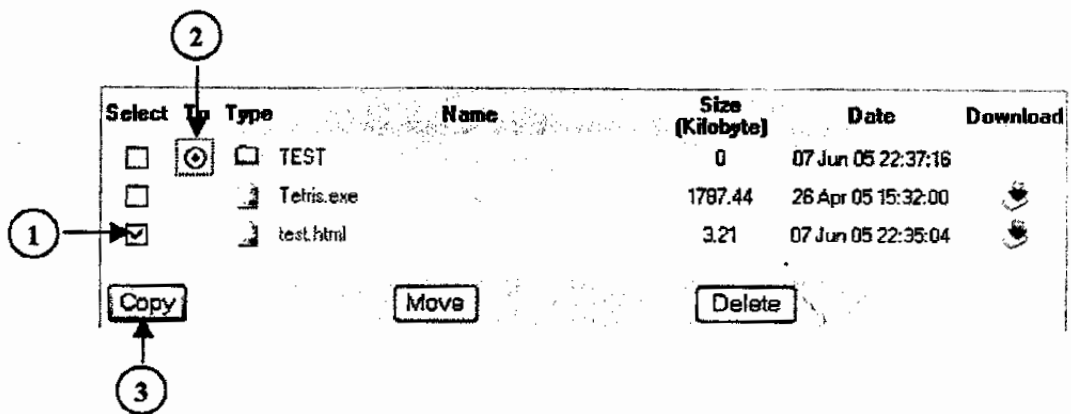 2
Select To Type Name Size (Kilobyte) Date Download
TEST 0 07 Jun 05 22:37:16
Tetris.exe 1787.44 26 Apr 05 15:32:00
1 test.html 3.21 07 Jun 05 22:35:04
Copy Move Delete
3